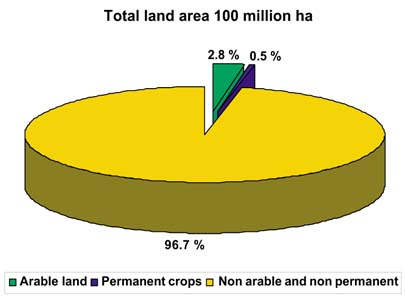 Total land area 100 million ha
2.8 % 0.5 %
96.7 %
Arable land Permanent crops Non arable and non permanent